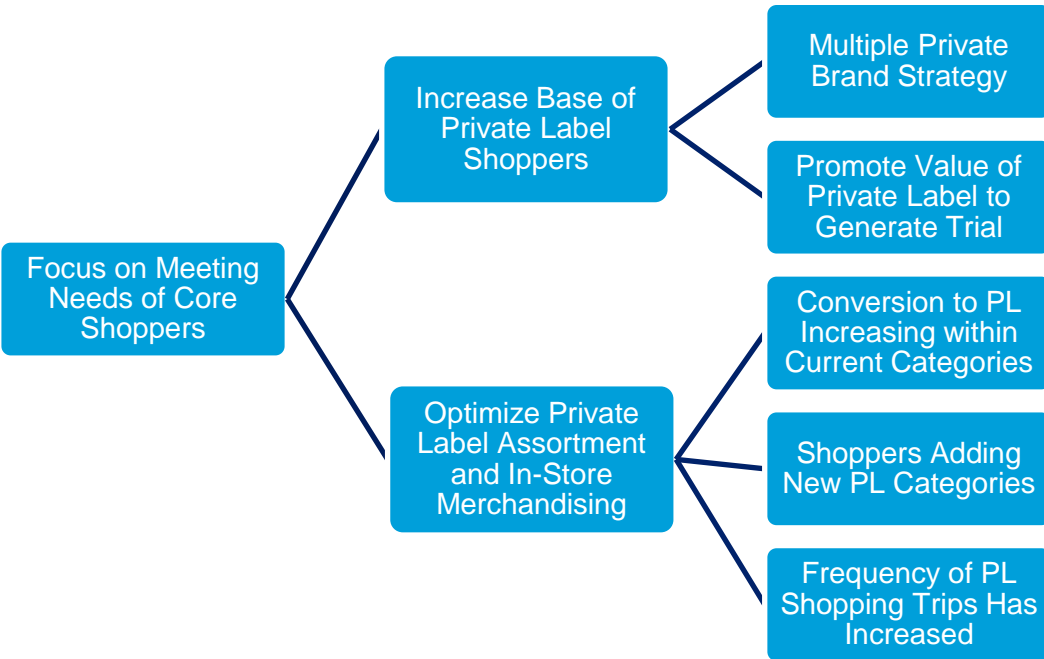 Focus on Meeting
Needs of Core
Shoppers
Increase Base of
Private Label
Shoppers
Multiple Private
Brand Strategy
Promote Value of
Private Label to
Generate Trial
Optimize Private
Label Assortment
and In-Store
Merchandising
Conversion to PL
Increasing within
Current Categories
Shoppers Adding
New PL Categories
Frequency of PL
Shopping Trips Has
Increased